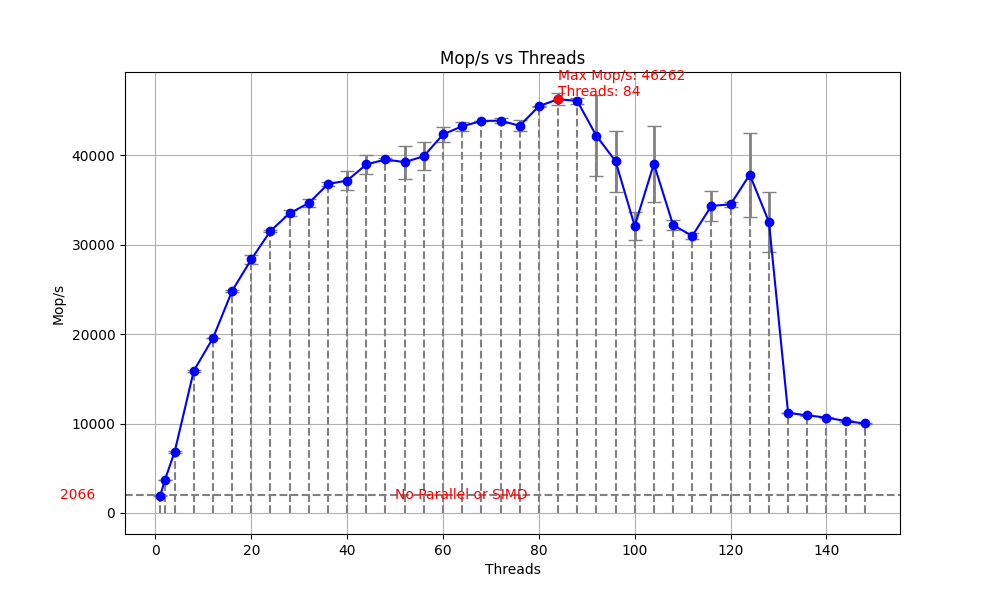 Mop/s vs Threads
Max Mop/s: 46262
Threads: 84
40000
30000
20000
10000
0
Mop/s
2066
No Parallel or SIMD
0 20 40 60 80 100 120 140
Threads